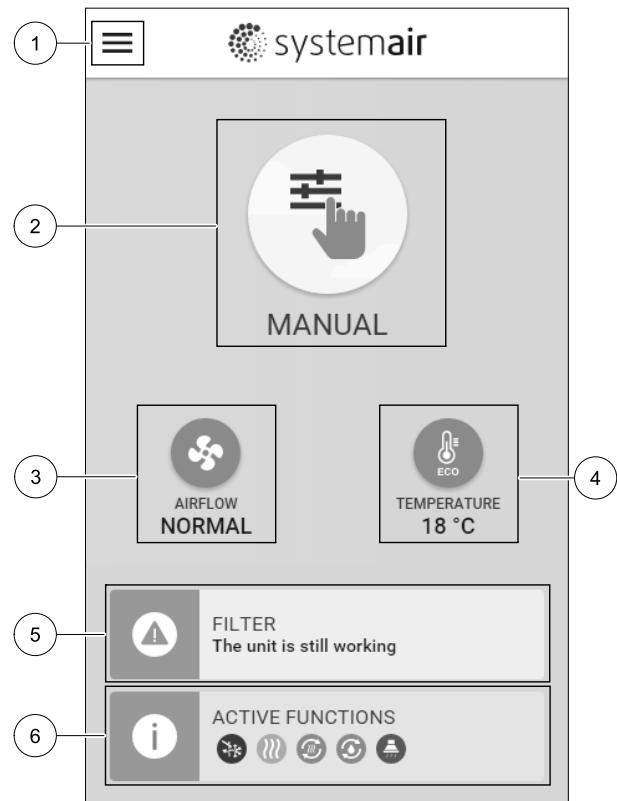 1
systemair
2
MANUAL
3
4
AIRFLOW
NORMAL
ECO
TEMPERATURE
18 °C
5
FILTER
The unit is still working
6
i
ACTIVE FUNCTIONS